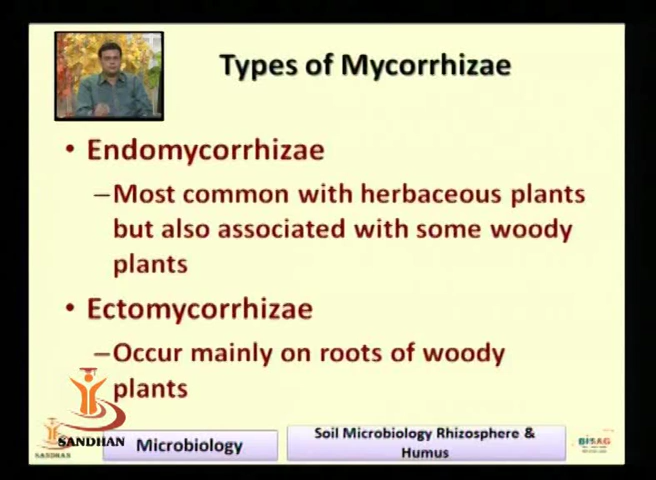 Types of Mycorrhizae
• Endomycorrhizae
–Most common with herbaceous plants
but also associated with some woody
plants
• Ectomycorrhizae
–Occur mainly on roots of woody
plants
SANDHAN
SANDHAN
Microbiology
Soil Microbiology Rhizosphere &
Humus
BISAG